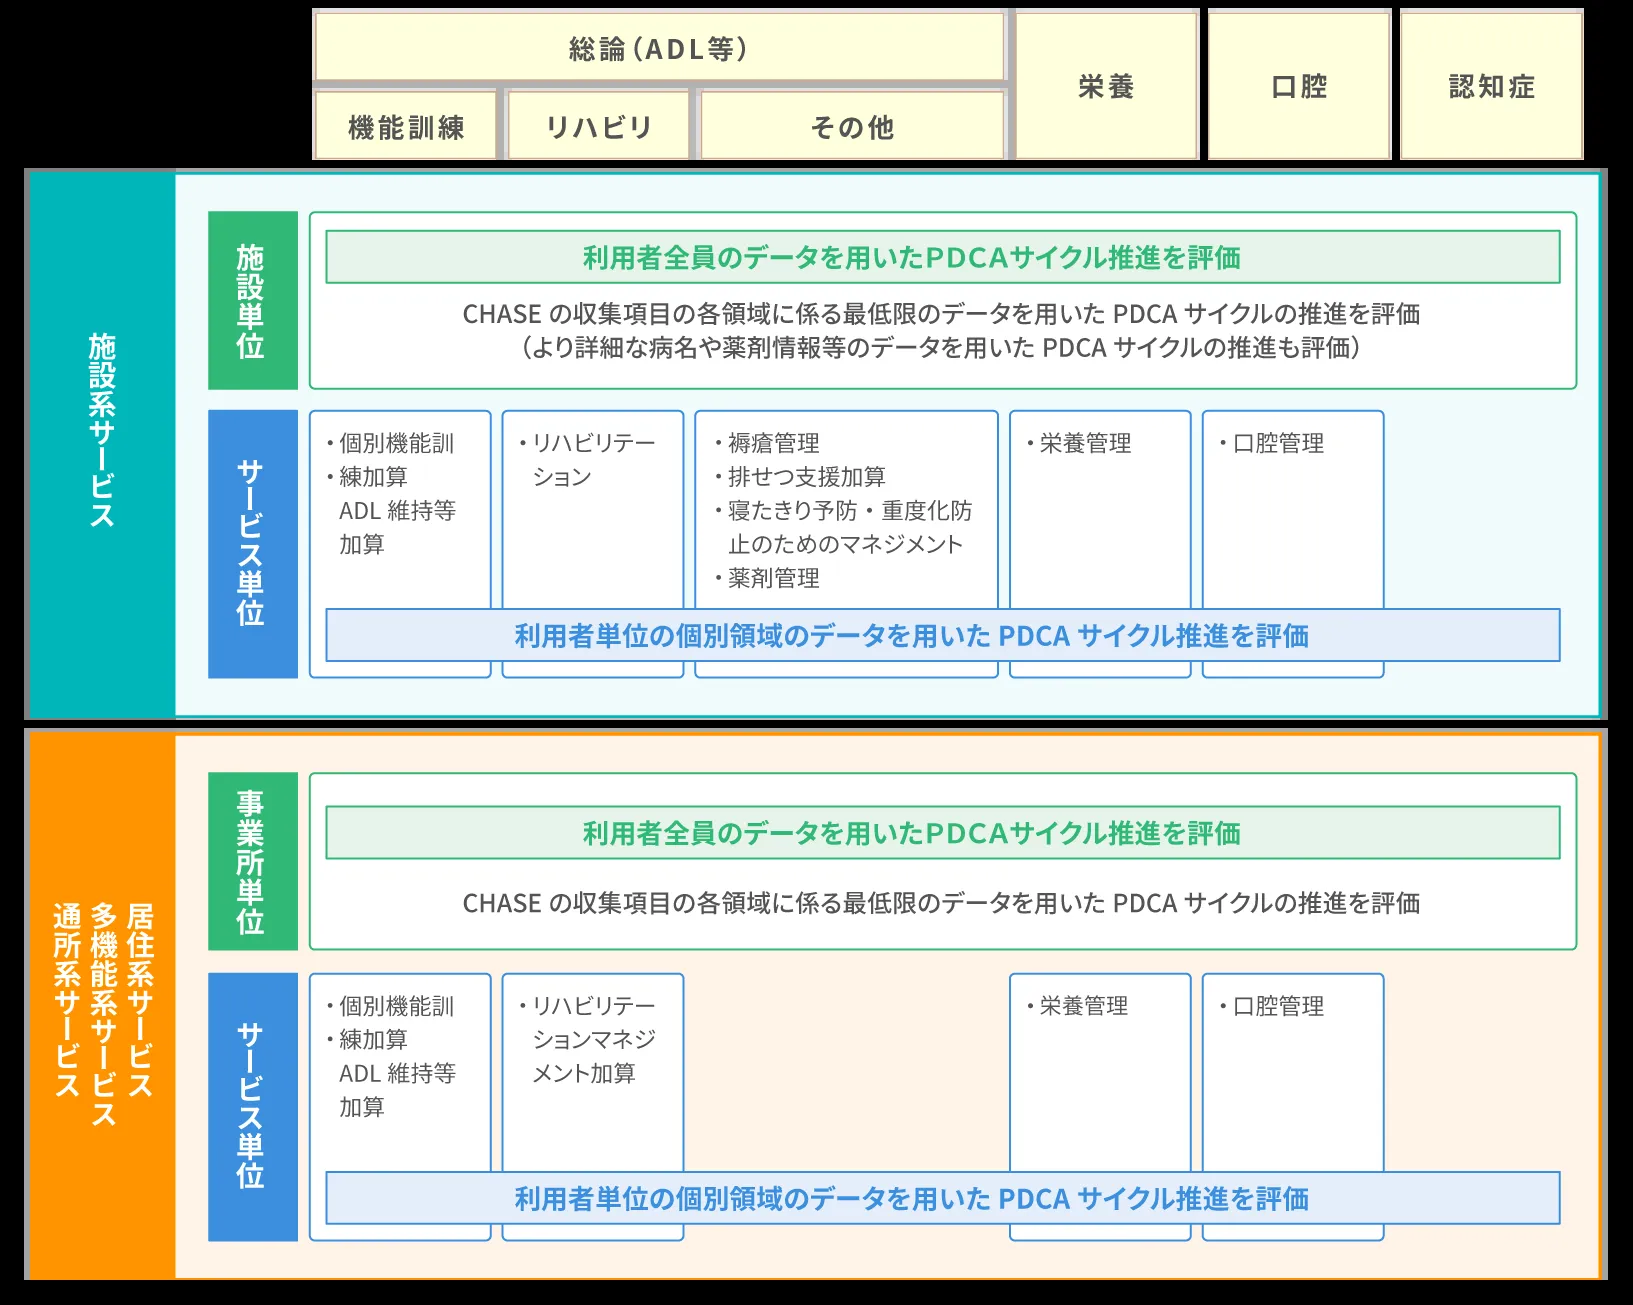 総論（ADL等）
機能訓練
リハビリ
その他
栄養
口腔
認知症
施設系サービス
施設単位
利用者全員のデータを用いたPDCAサイクル推進を評価
CHASE の収集項目の各領域に係る最低限のデータを用いた PDCA サイクルの推進を評価
（より詳細な病名や薬剤情報等のデータを用いた PDCA サイクルの推進も評価）
サービス単位
・個別機能訓
・練加算
ADL 維持等
加算
・リハビリテー
ション
・褥瘡管理
・排せつ支援加算
・寝たきり予防・重度化防
止のためのマネジメント
・薬剤管理
・栄養管理
・口腔管理
利用者単位の個別領域のデータを用いた PDCA サイクル推進を評価
居住系サービス
多機能系サービス
通所系サービス
事業所単位
利用者全員のデータを用いたPDCAサイクル推進を評価
CHASE の収集項目の各領域に係る最低限のデータを用いた PDCA サイクルの推進を評価
サービス単位
・個別機能訓
・練加算
ADL 維持等
加算
・リハビリテー
ションマネジ
メント加算
・栄養管理
・口腔管理
利用者単位の個別領域のデータを用いた PDCA サイクル推進を評価